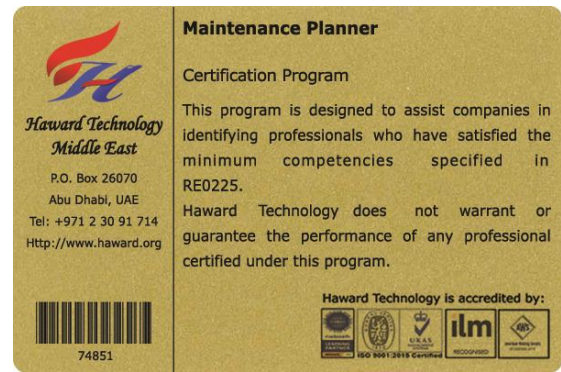 Haward Technology
Middle East
P.O. Box 26070
Abu Dhabi, UAE
Tel: +971 2 30 91 714
Http://www.haward.org
74851
Maintenance Planner
Certification Program
This program is designed to assist companies in
identifying professionals who have satisfied the
minimum competencies specified in
RE0225.
Haward Technology does not warrant or
guarantee the performance of any professional
certified under this program.
Haward Technology is accredited by:
ISO 9001:2015 Certified
UKAS
ilm
RECOGNISED
AWS